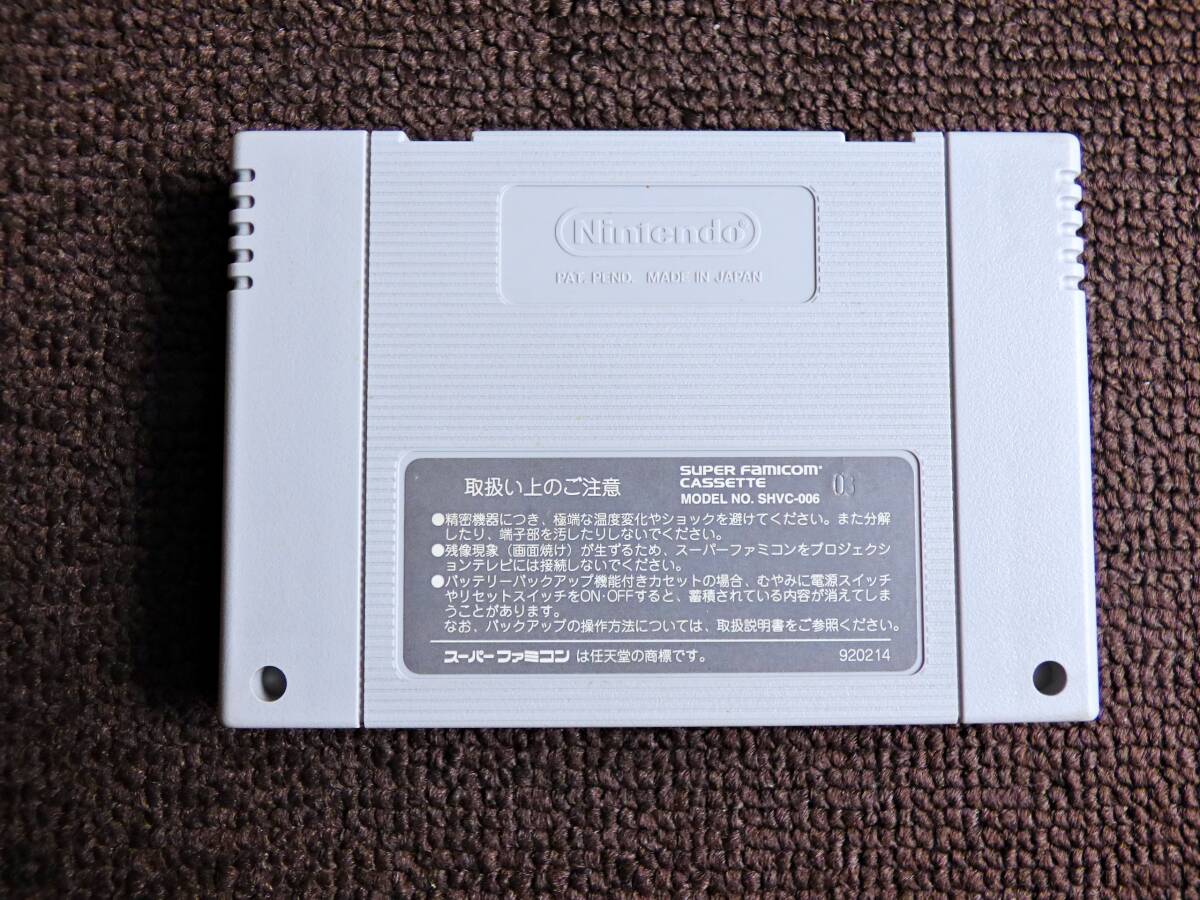 Nintendo®
PAT. PEND. MADE IN JAPAN
取扱い上のご注意
SUPER FAMICOM
CASSETTE
MODEL NO. SHVC-006
03
●精密機器につき、極端な温度変化やショックを避けてください。また分解
したり、端子部を汚したりしないでください。
●残像現象（画面焼け）が生ずるため、スーパーファミコンをプロジェクシ
ョンテレビには接続しないでください。
●バッテリーバックアップ機能付きカセットの場合、むやみに電源スイッチ
やリセットスイッチをON·OFFすると、蓄積されている内容が消えてしま
うことがあります。
なお、バックアップの操作方法については、取扱説明書をご参照ください。
スーパーファミコン は任天堂の商標です。
920214